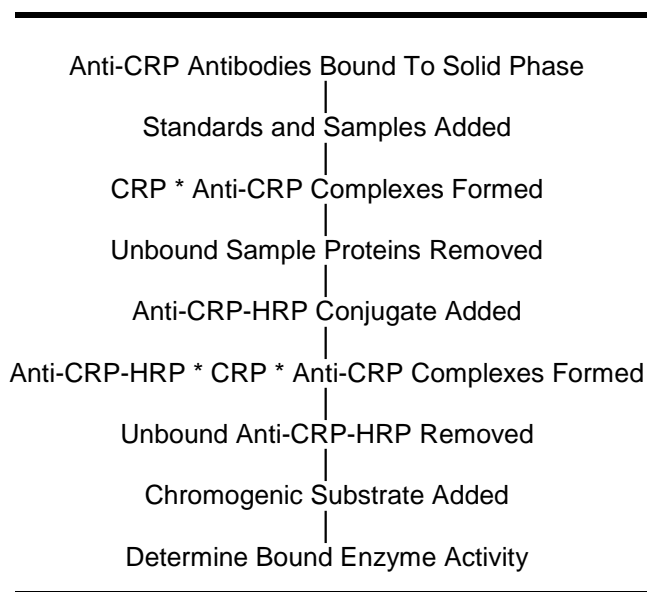 Anti-CRP Antibodies Bound To Solid Phase
Standards and Samples Added
CRP * Anti-CRP Complexes Formed
Unbound Sample Proteins Removed
Anti-CRP-HRP Conjugate Added
Anti-CRP-HRP * CRP * Anti-CRP Complexes Formed
Unbound Anti-CRP-HRP Removed
Chromogenic Substrate Added
Determine Bound Enzyme Activity